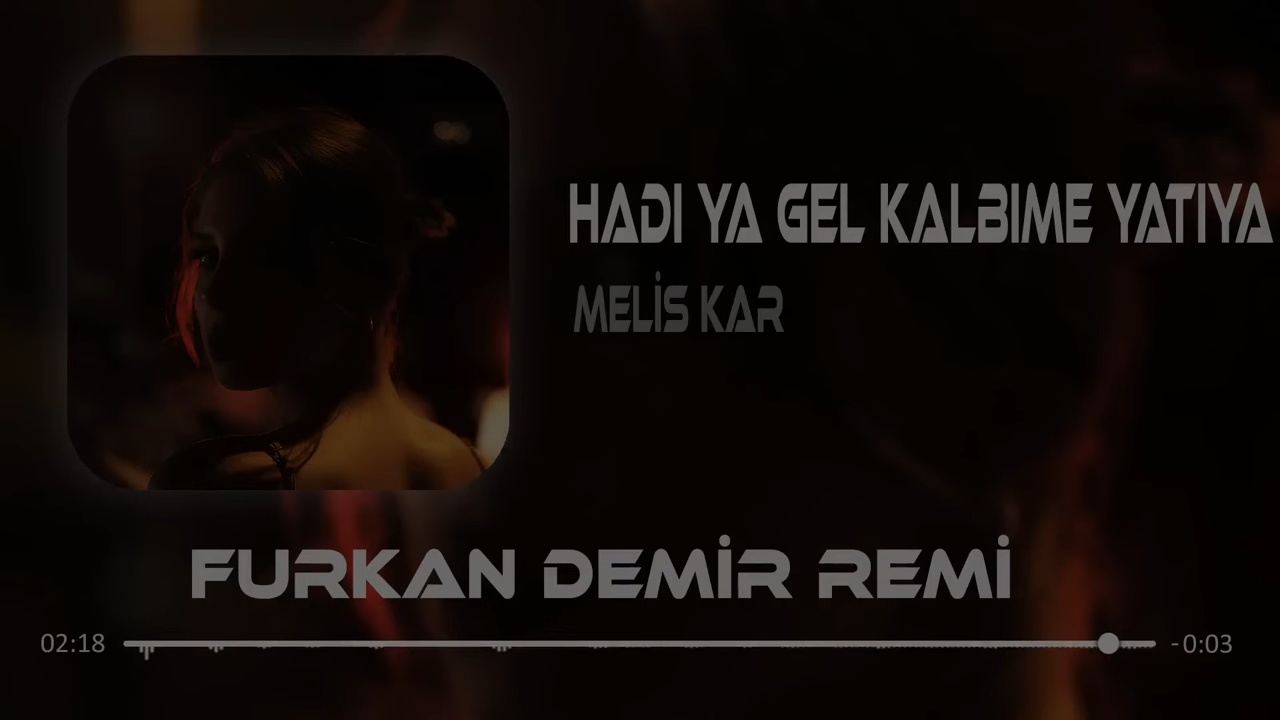 HADI YA GEL KALBIME YATIYA
MELİS KAR
FURKAN DEMİR REMİ
02:18
-0:03